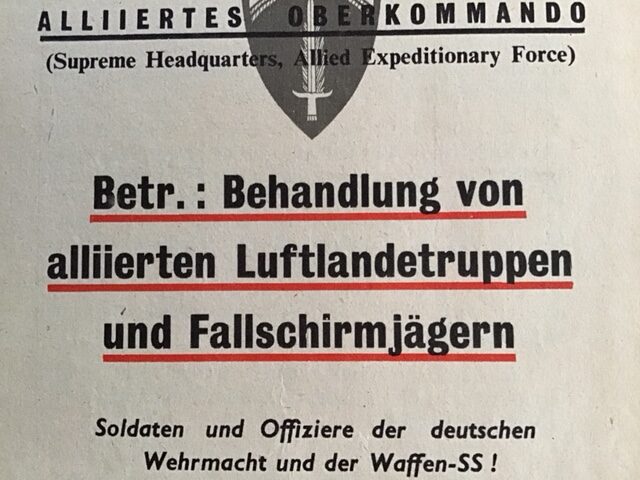 ALLIIERTES OBERKOMMANDO
(Supreme Headquarters, Allied Expeditionary Force)
Betr.: Behandlung von
alliierten Luftlandetruppen
und Fallschirmjägern
Soldaten und Offiziere der deutschen
Wehrmacht und der Waffen-SS !